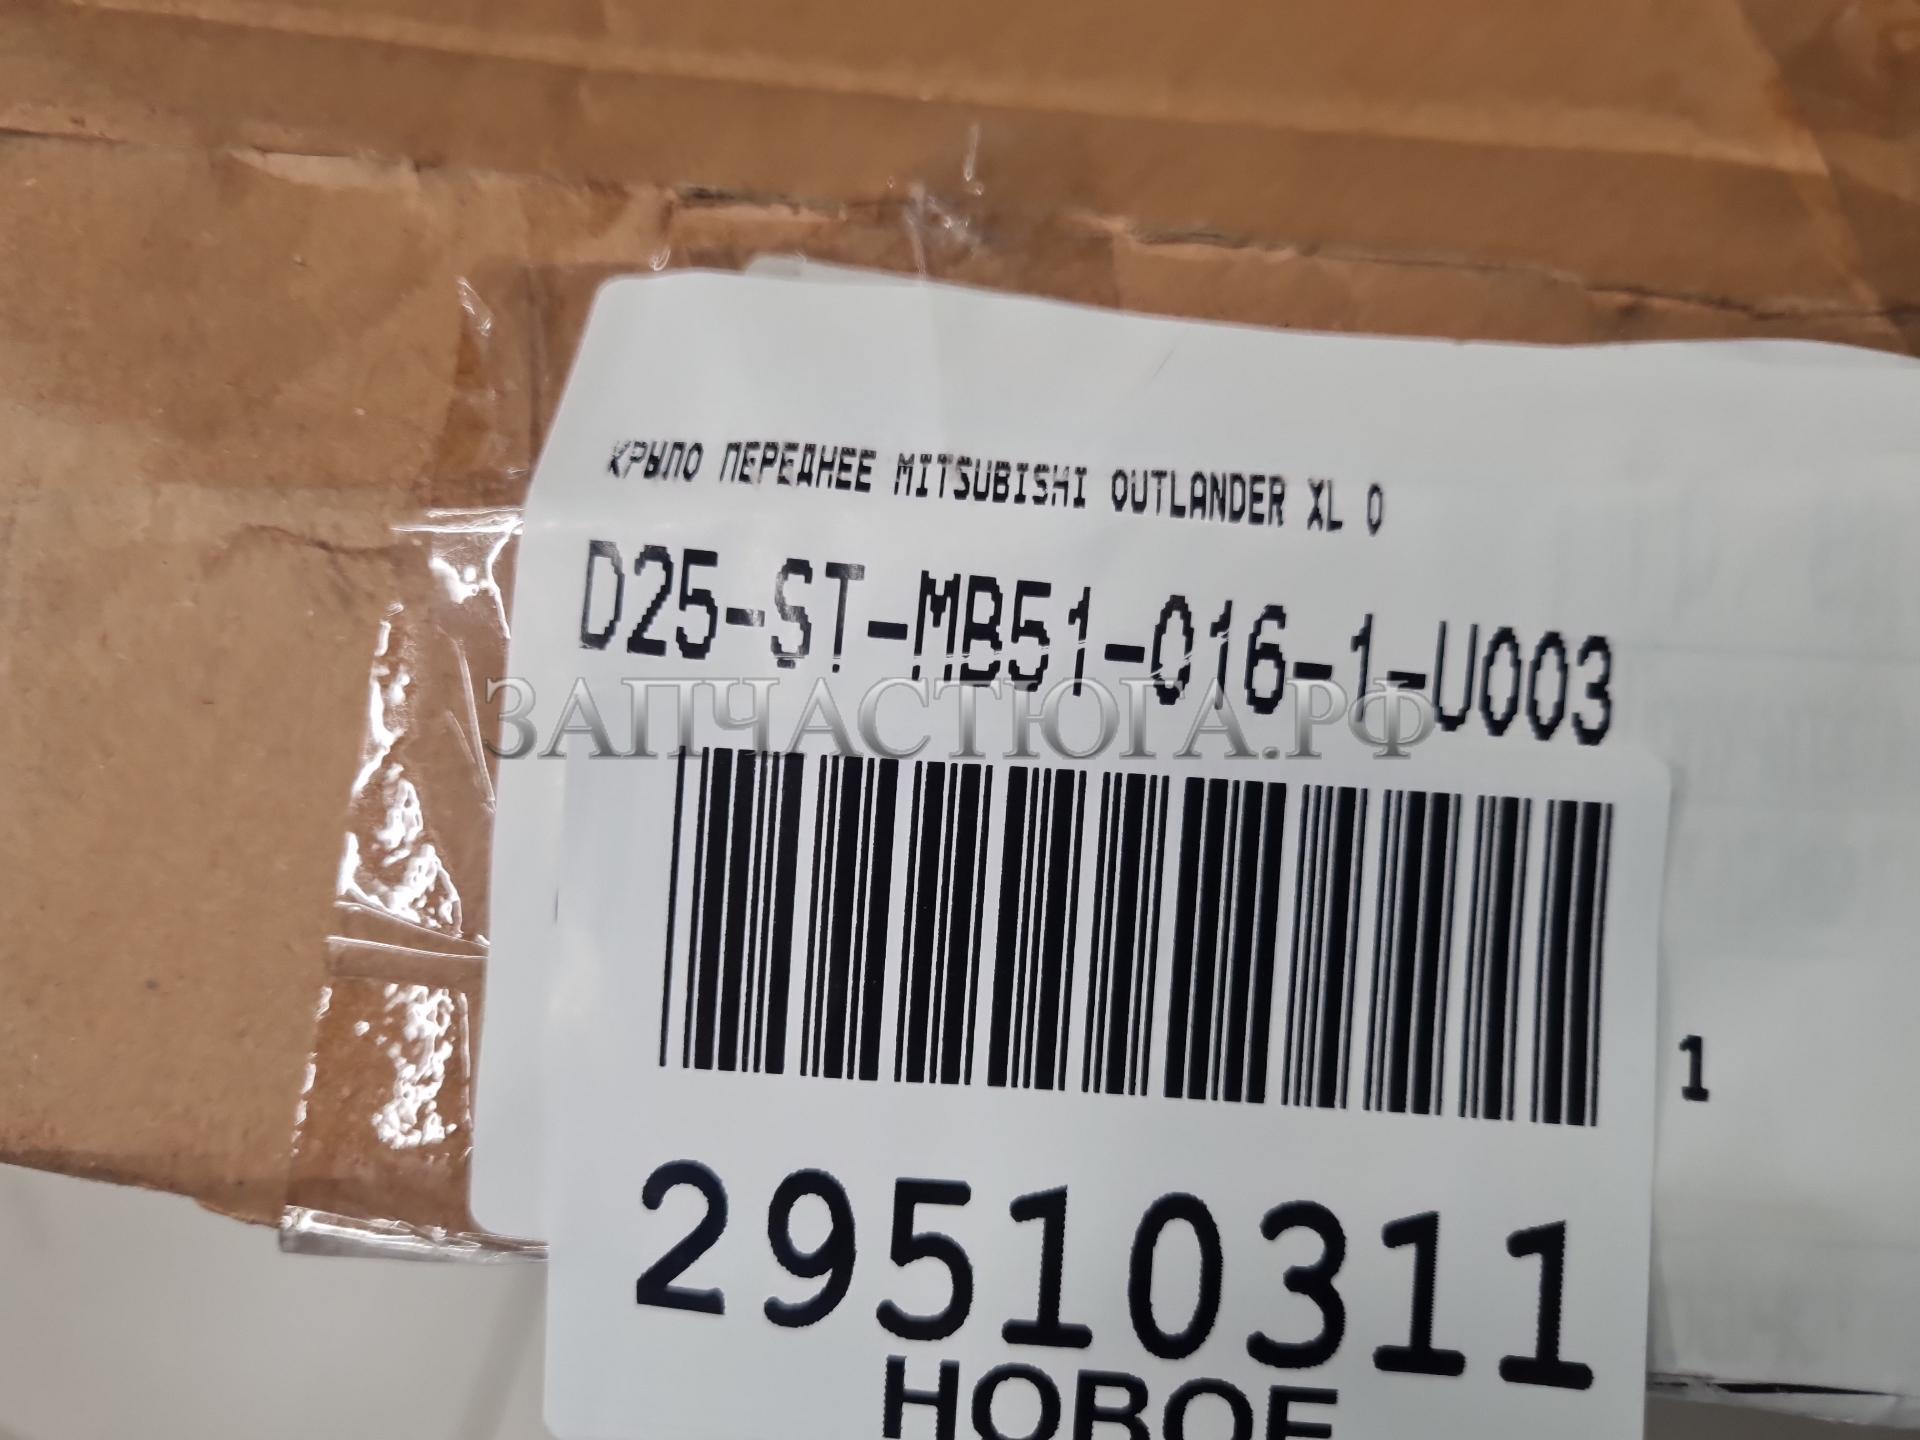 КРЫЛО ПЕРЕДНЕЕ MITSUBISHI OUTLANDER XL 0
D25-ST-MB51-016-1-U003
ЗАПЧАСТЮГА.РФ
1
29510311
НОВОЕ